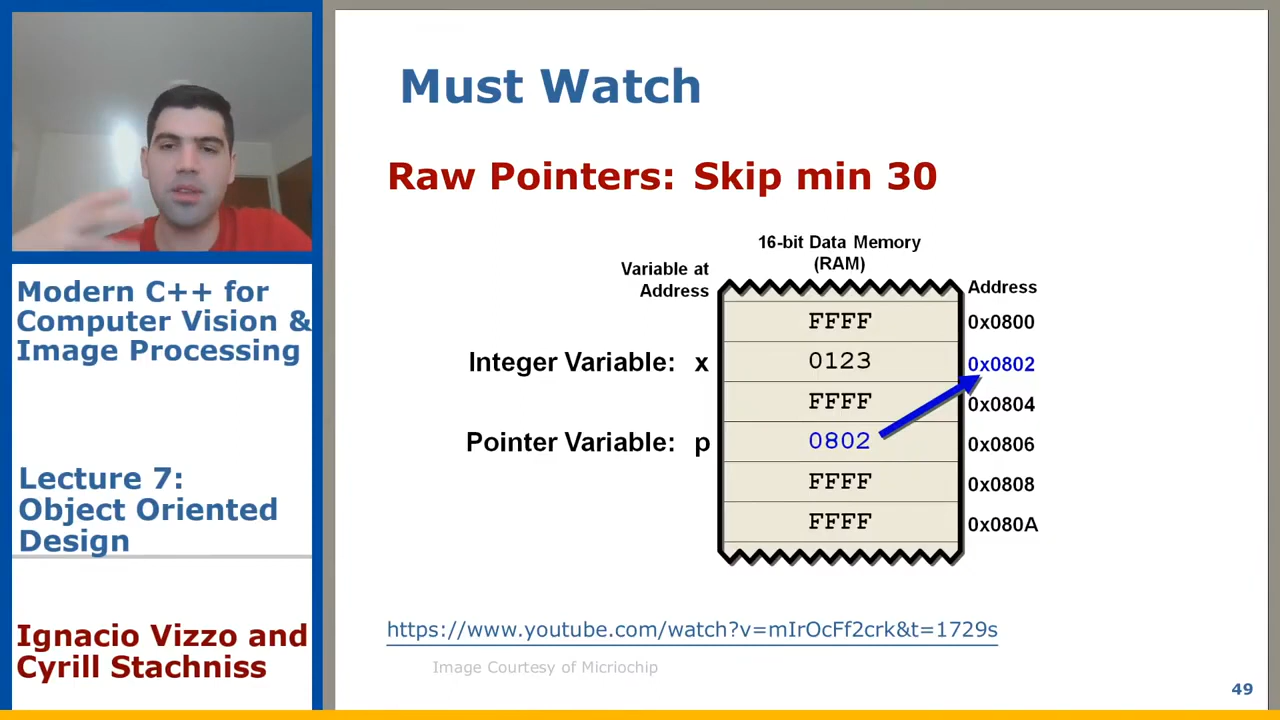 Must Watch
Raw Pointers: Skip min 30
16-bit Data Memory
(RAM)
Variable at
Address
Address
FFFF
0x0800
Integer Variable: x
0123
0x0802
FFFF
0x0804
Pointer Variable: p
0802
0x0806
FFFF
0x0808
FFFF
0x080A
https://www.youtube.com/watch?v=mIrOcFf2crk&t=1729s
Image Courtesy of Micriochip
49
Modern C++ for
Computer Vision &
Image Processing
Lecture 7:
Object Oriented
Design
Ignacio Vizzo and
Cyrill Stachniss